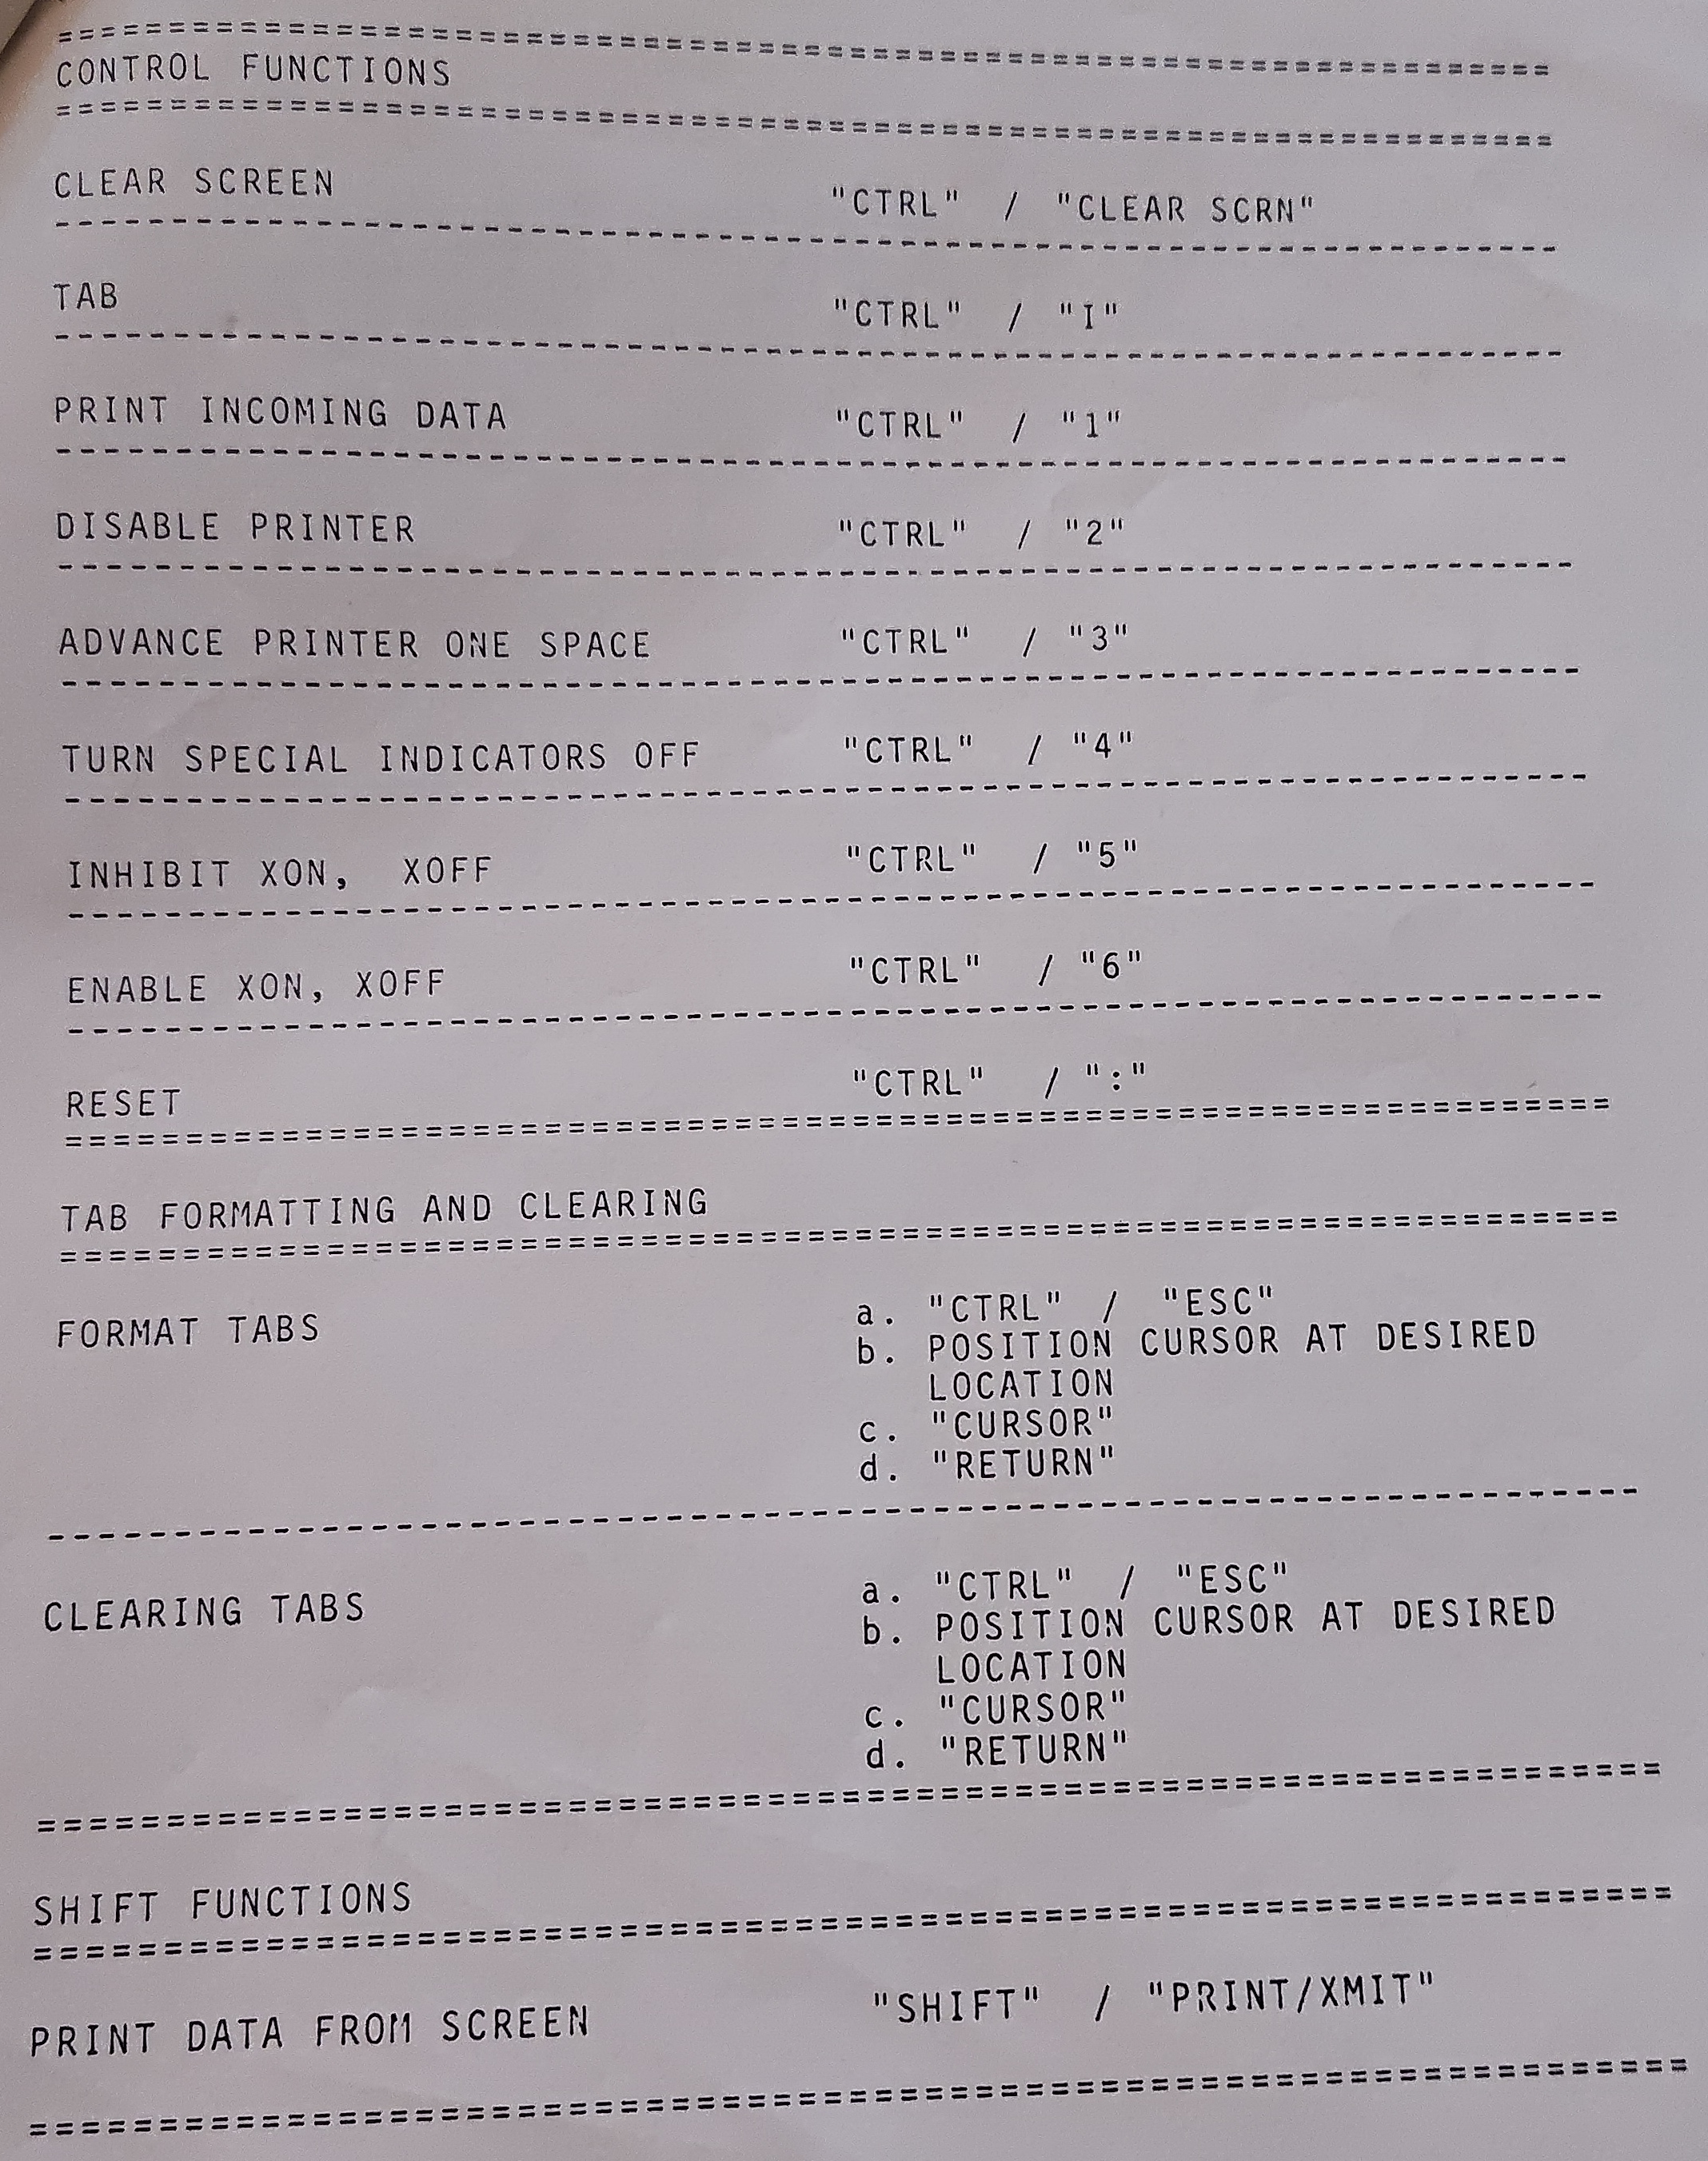 ==============================================================
CONTROL FUNCTIONS
==============================================================
CLEAR SCREEN "CTRL" / "CLEAR SCRN"
--------------------------------------------------------------
TAB "CTRL" / "I"
--------------------------------------------------------------
PRINT INCOMING DATA "CTRL" / "1"
--------------------------------------------------------------
DISABLE PRINTER "CTRL" / "2"
--------------------------------------------------------------
ADVANCE PRINTER ONE SPACE "CTRL" / "3"
--------------------------------------------------------------
TURN SPECIAL INDICATORS OFF "CTRL" / "4"
--------------------------------------------------------------
INHIBIT XON, XOFF "CTRL" / "5"
--------------------------------------------------------------
ENABLE XON, XOFF "CTRL" / "6"
--------------------------------------------------------------
RESET "CTRL" / ":"
==============================================================
TAB FORMATTING AND CLEARING
==============================================================
FORMAT TABS a. "CTRL" / "ESC"
b. POSITION CURSOR AT DESIRED
LOCATION
c. "CURSOR"
d. "RETURN"
--------------------------------------------------------------
CLEARING TABS a. "CTRL" / "ESC"
b. POSITION CURSOR AT DESIRED
LOCATION
c. "CURSOR"
d. "RETURN"
==============================================================
SHIFT FUNCTIONS
==============================================================
PRINT DATA FROM SCREEN "SHIFT" / "PRINT/XMIT"
==============================================================